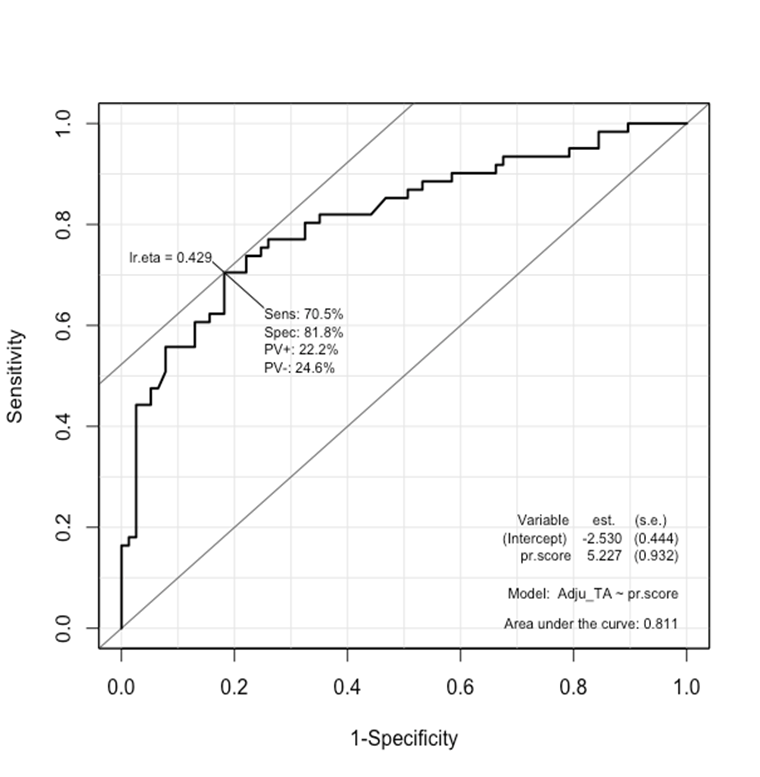 1.0
0.8
0.6
0.4
0.2
0.0
Sensitivity
lr.eta = 0.429
Sens: 70.5%
Spec: 81.8%
PV+: 22.2%
PV-: 24.6%
Variable est. (s.e.)
(Intercept) -2.530 (0.444)
pr.score 5.227 (0.932)
Model: Adju_TA ~ pr.score
Area under the curve: 0.811
0.0 0.2 0.4 0.6 0.8 1.0
1-Specificity